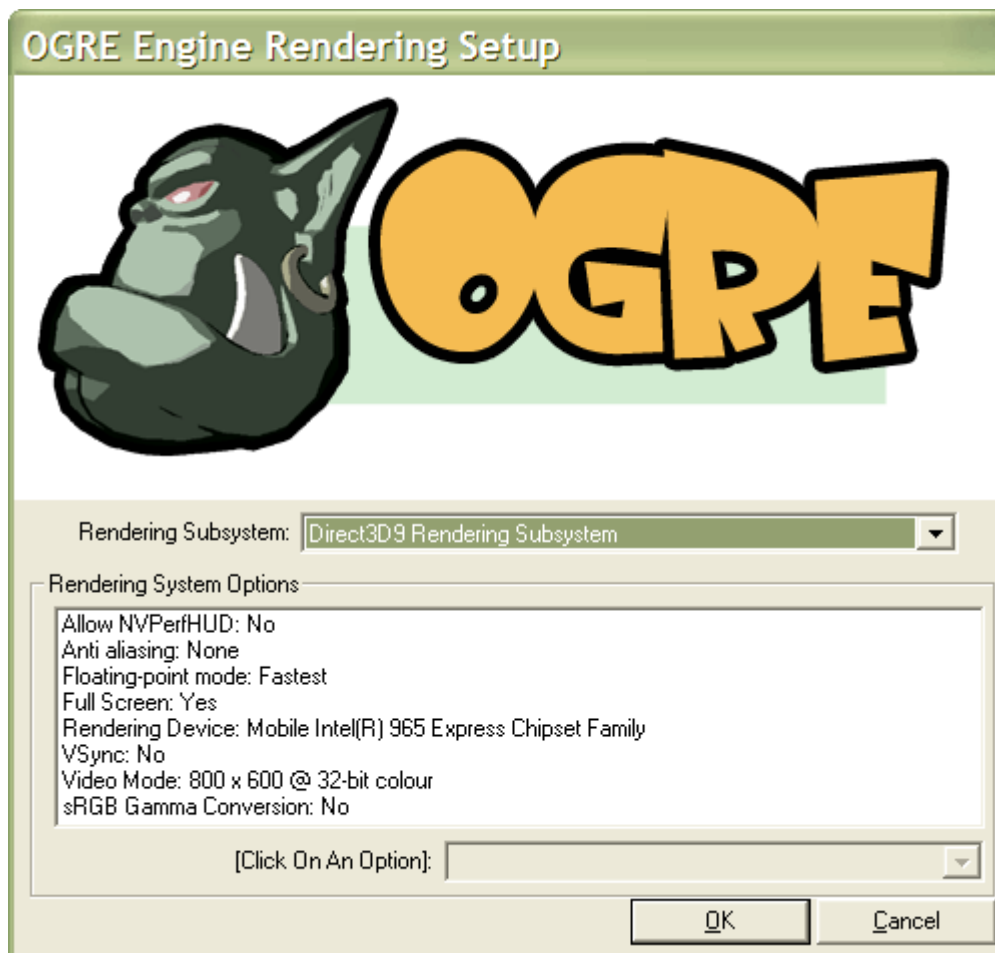 OGRE Engine Rendering Setup
OGRE
Rendering Subsystem: Direct3D9 Rendering Subsystem
Rendering System Options
Allow NVPerfHUD: No
Anti aliasing: None
Floating-point mode: Fastest
Full Screen: Yes
Rendering Device: Mobile Intel(R) 965 Express Chipset Family
VSync: No
Video Mode: 800 x 600 @ 32-bit colour
sRGB Gamma Conversion: No
[Click On An Option]:
OK Cancel